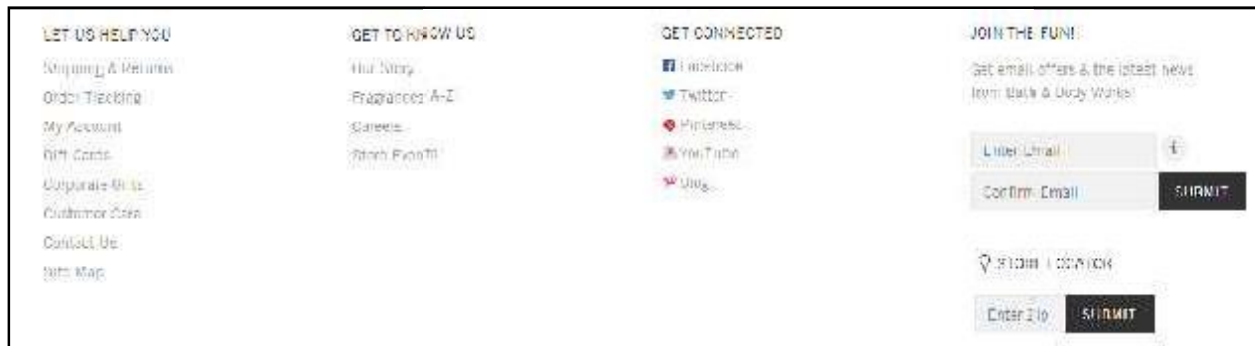 LET US HELP YOU
Shipping & Returns
Order Tracking
My Account
Gift Cards
Corporate Gifts
Customer Care
Contact Us
Site Map
GET TO KNOW US
Our Story
Fragrances A-Z
Careers
Store Events
GET CONNECTED
Facebook
Twitter
Pinterest
YouTube
Blog
JOIN THE FUN!
Get email offers & the latest news
from Bath & Body Works!
Enter Email
i
Confirm Email
SUBMIT
STORE LOCATOR
Enter Zip
SUBMIT